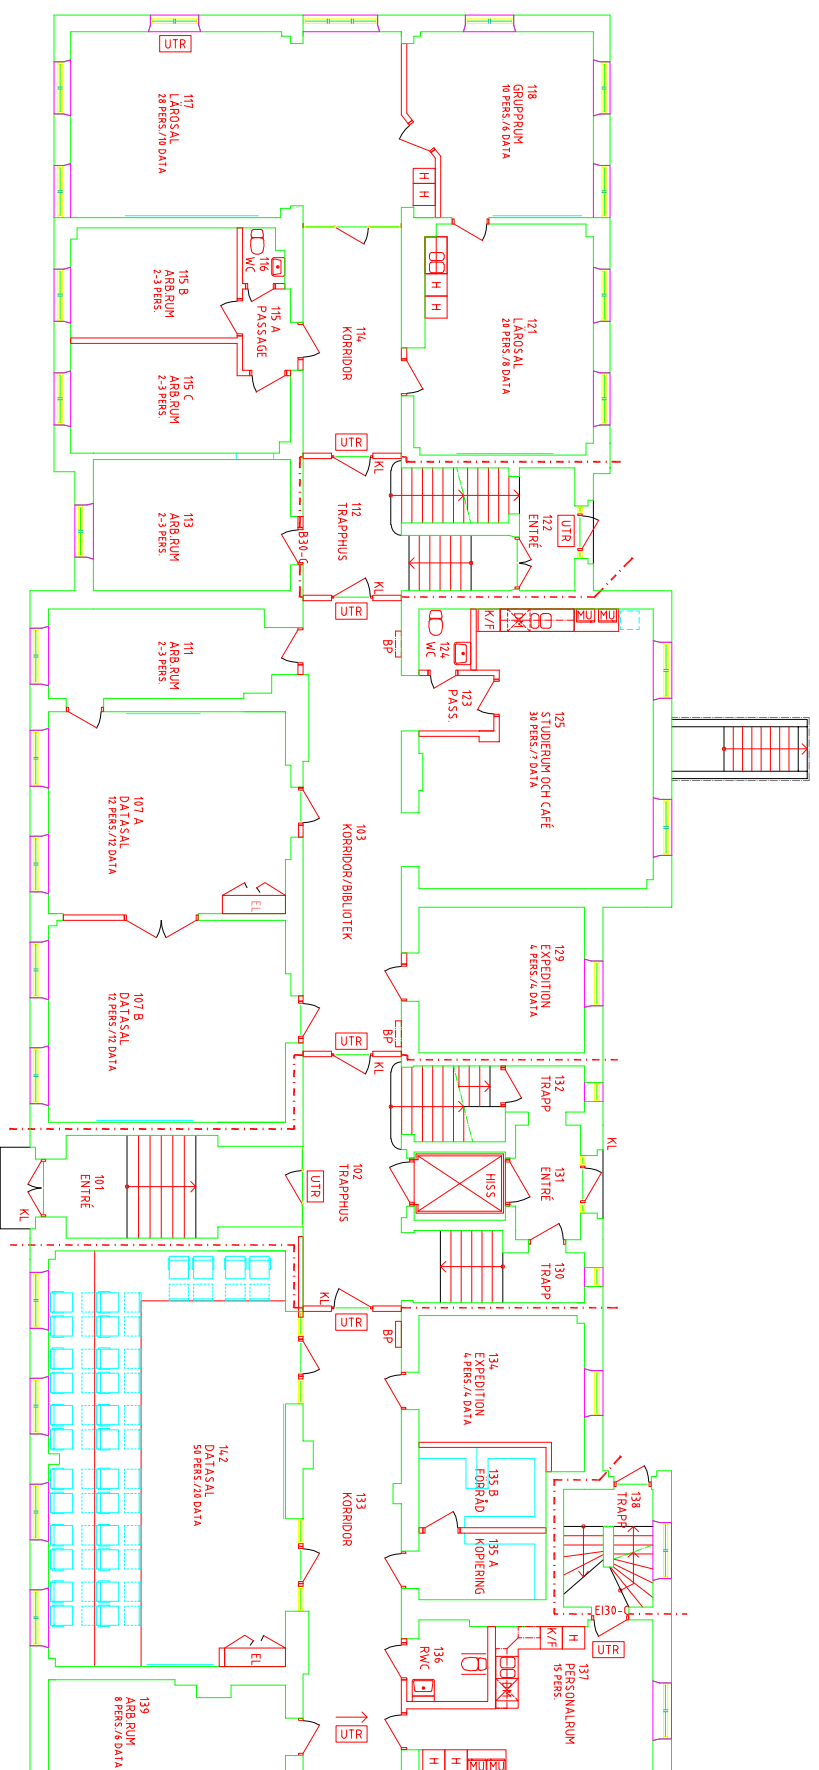 UTR
117
LÄROSAL
28 PERS./10 DATA
118
GRUPPRUM
10 PERS./6 DATA
H
H
115 B
ARB.RUM
2-3 PERS.
116
WC
115 A
PASSAGE
114
KORRIDOR
H
H
121
LÄROSAL
20 PERS/8 DATA
115 C
ARB.RUM
2-3 PERS.
UTR
KL
113
ARB.RUM
2-3 PERS.
B30-C
112
TRAPPHUS
122
ENTRÉ
UTR
KL
UTR
111
ARB.RUM
2-3 PERS.
BP
124
WC
K/F
DM
MU
MU
123
PASS.
125
STUDIERUM OCH CAFÉ
30 PERS/? DATA
107 A
DATASAL
12 PERS./12 DATA
103
KORRIDOR/BIBLIOTEK
EL
129
EXPEDITION
4 PERS./4 DATA
107 B
DATASAL
12 PERS./12 DATA
BP
UTR
KL
132
TRAPP
KL
101
ENTRÉ
KL
UTR
102
TRAPPHUS
HISS
131
ENTRÉ
130
TRAPP
KL
UTR
BP
134
EXPEDITION
4 PERS./4 DATA
142
DATASAL
50 PERS/20 DATA
133
KORRIDOR
135 B
FÖRRÅD
135 A
KOPIERING
138
TRAPP
EI30-C
UTR
EL
136
RWC
K/F
H
DM
137
PERSONALRUM
15 PERS.
139
ARB.RUM
8 PERS./6 DATA
UTR
H
H
MU
MU